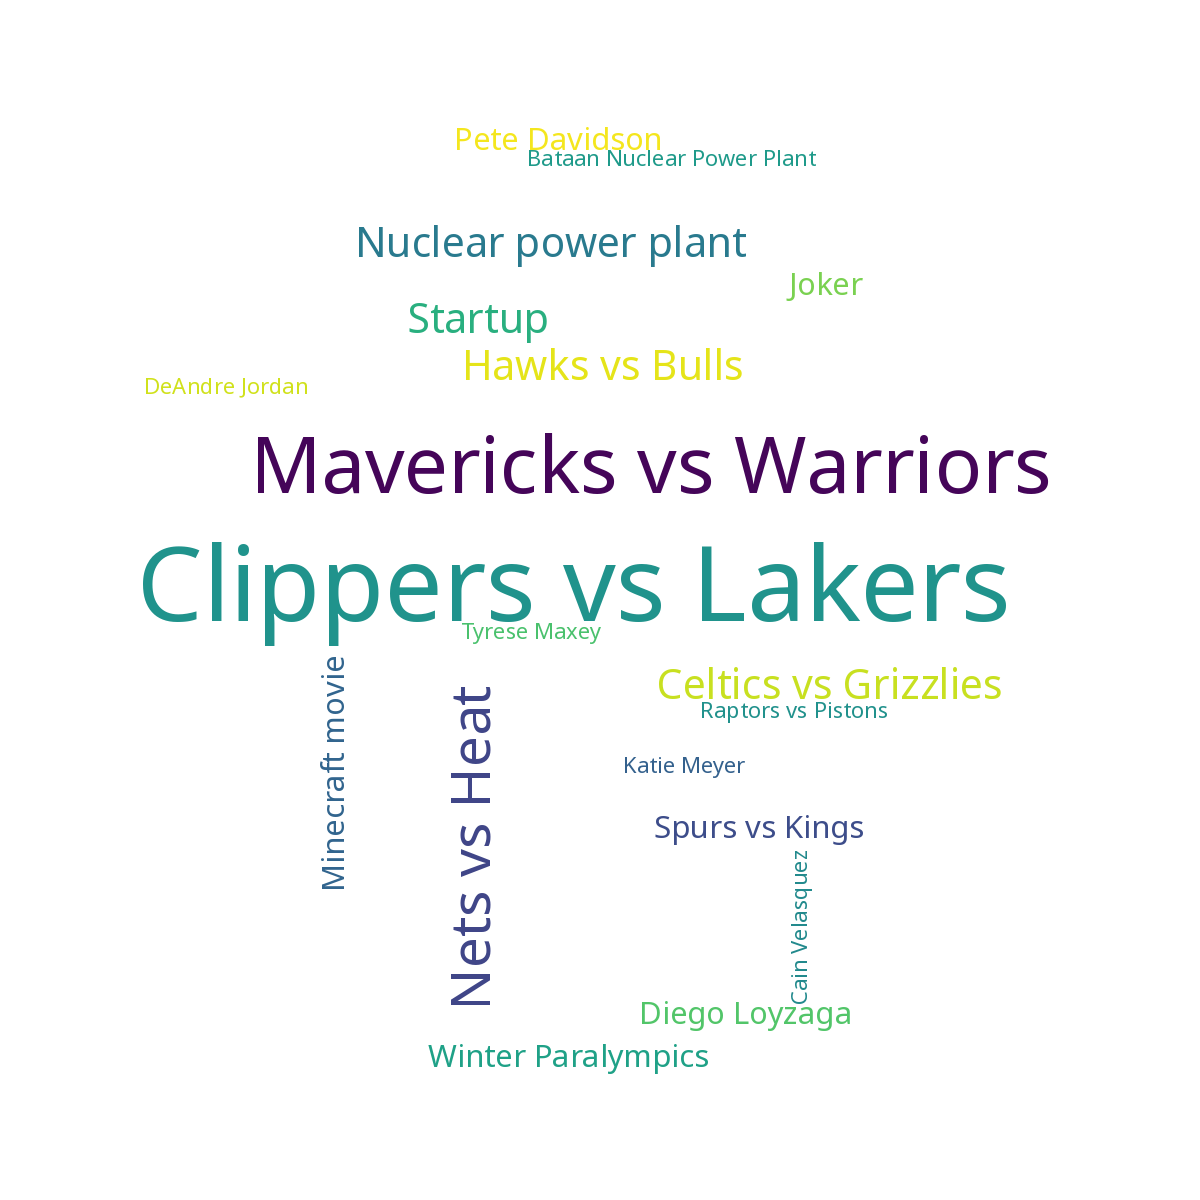 Pete Davidson
Bataan Nuclear Power Plant
Nuclear power plant
Joker
Startup
Hawks vs Bulls
DeAndre Jordan
Mavericks vs Warriors
Clippers vs Lakers
Tyrese Maxey
Minecraft movie
Nets vs Heat
Celtics vs Grizzlies
Raptors vs Pistons
Katie Meyer
Spurs vs Kings
Cain Velasquez
Diego Loyzaga
Winter Paralympics